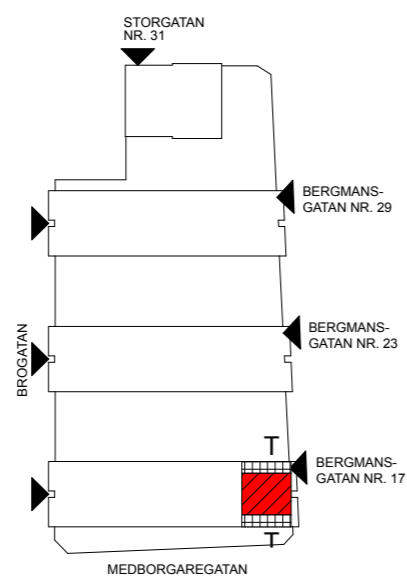 STORGATAN
NR. 31
BERGMANS-
GATAN NR. 29
BROGATAN
BERGMANS-
GATAN NR. 23
T
BERGMANS-
GATAN NR. 17
T
MEDBORGAREGATAN